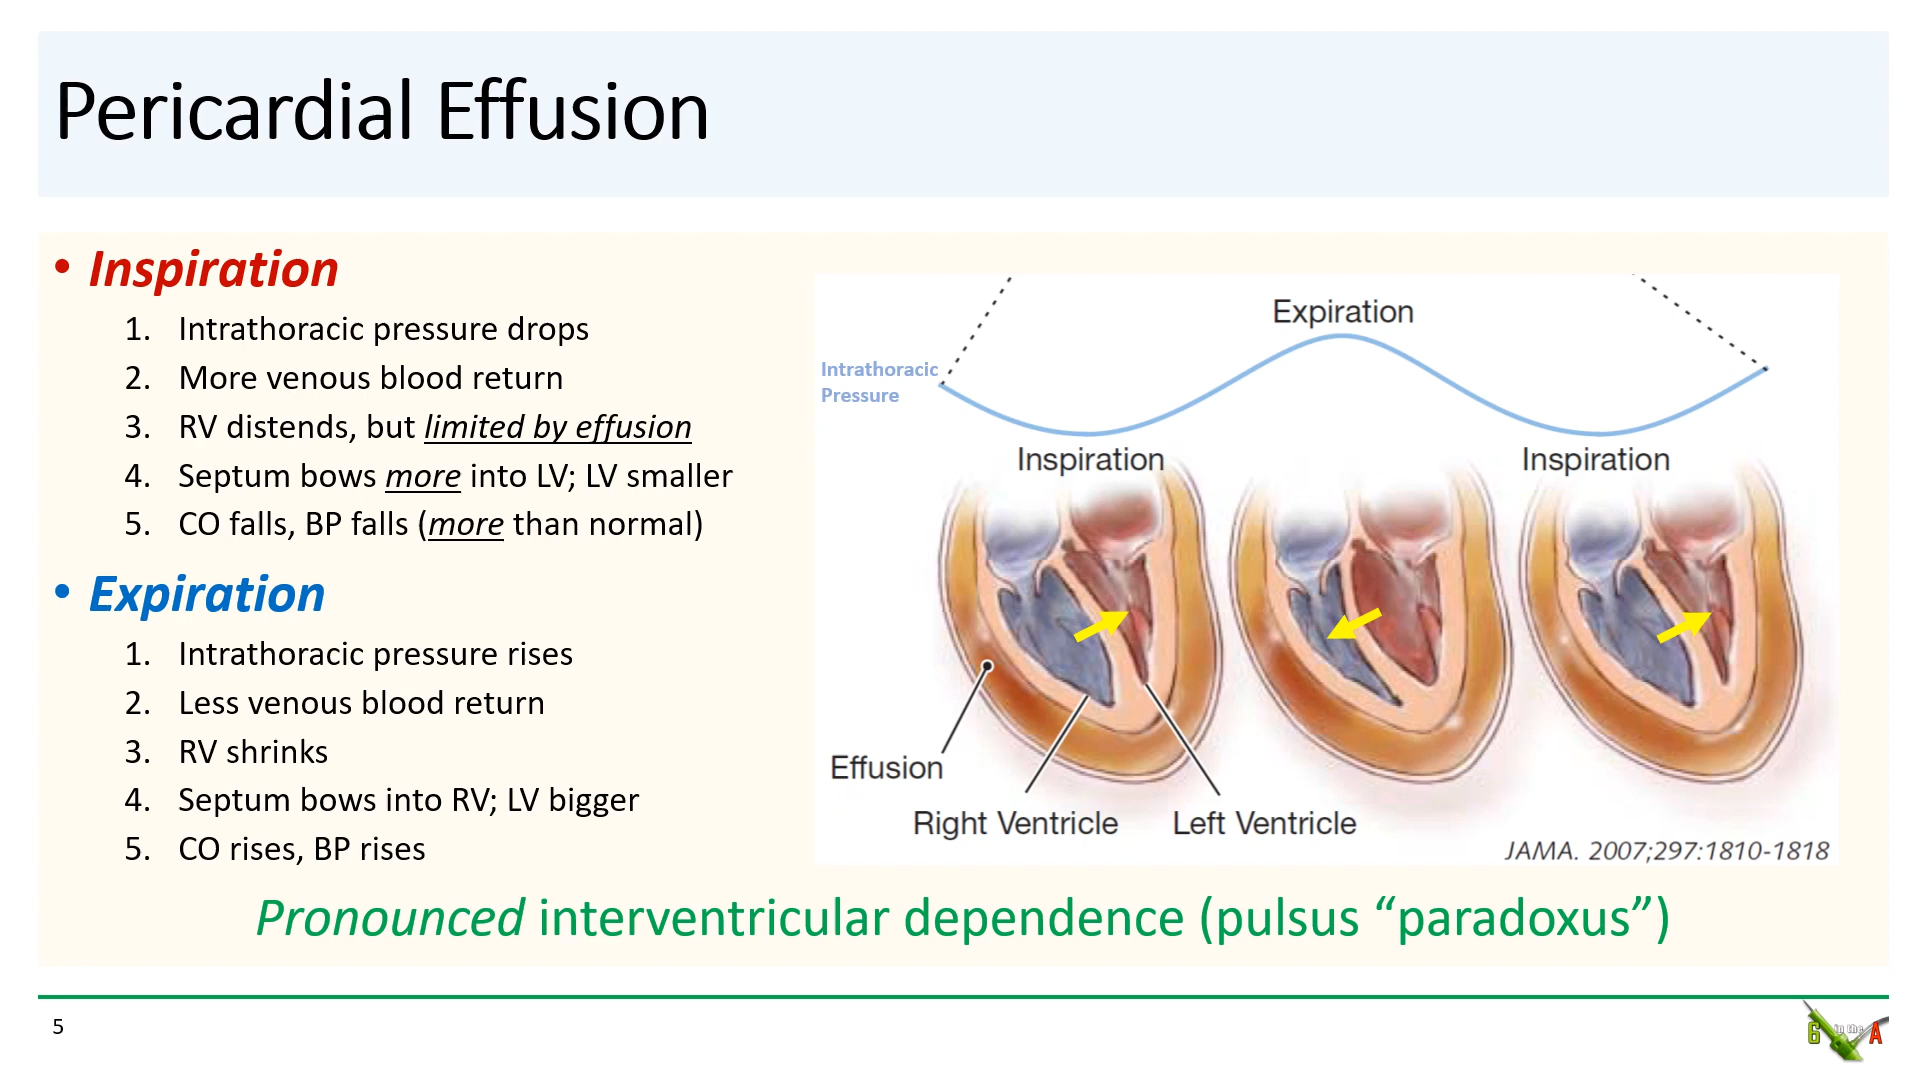 Pericardial Effusion
• Inspiration
1. Intrathoracic pressure drops
2. More venous blood return
3. RV distends, but limited by effusion
4. Septum bows more into LV; LV smaller
5. CO falls, BP falls (more than normal)
• Expiration
1. Intrathoracic pressure rises
2. Less venous blood return
3. RV shrinks
4. Septum bows into RV; LV bigger
5. CO rises, BP rises
Expiration
Intrathoracic
Pressure
Inspiration
Inspiration
Effusion
Right Ventricle
Left Ventricle
JAMA. 2007;297:1810-1818
Pronounced interventricular dependence (pulsus “paradoxus”)
5
6 in the A